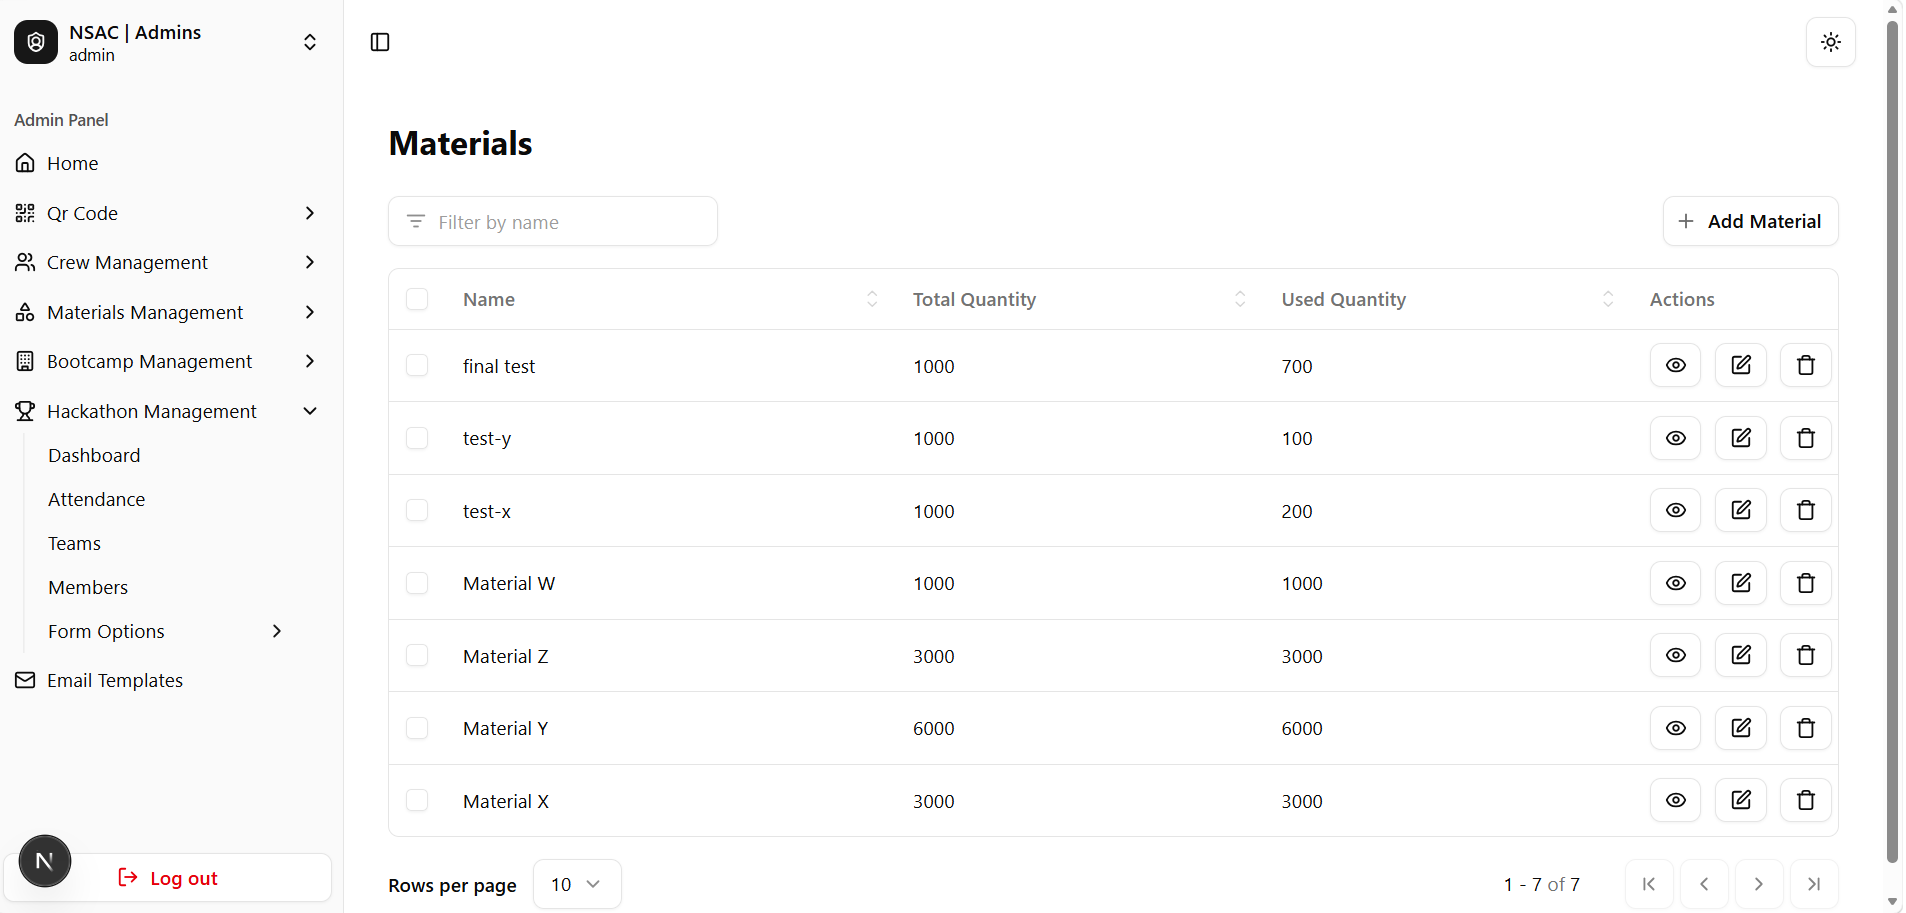 NSAC | Admins
admin
Admin Panel
Home
Qr Code
Crew Management
Materials Management
Bootcamp Management
Hackathon Management
Dashboard
Attendance
Teams
Members
Form Options
Email Templates
N
Log out
Materials
Filter by name
Add Material
Name Total Quantity Used Quantity Actions
final test 1000 700
test-y 1000 100
test-x 1000 200
Material W 1000 1000
Material Z 3000 3000
Material Y 6000 6000
Material X 3000 3000
Rows per page 10 1 - 7 of 7